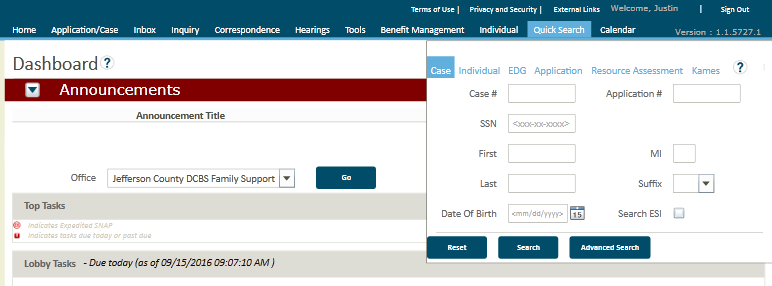 Terms of Use | Privacy and Security | External Links Welcome, Justin | Sign Out
Home Application/Case Inbox Inquiry Correspondence Hearings Tools Benefit Management Individual Quick Search Calendar Version : 1.1.5727.1
Dashboard ?
Announcements
Announcement Title
Office Jefferson County DCBS Family Support Go
Top Tasks
Indicates Expedited SNAP
Indicates tasks due today or past due
Lobby Tasks - Due today (as of 09/15/2016 09:07:10 AM )
Case Individual EDG Application Resource Assessment Kames ?
Case # Application #
SSN <xxx-xx-xxxx>
First MI
Last Suffix
Date Of Birth <mm/dd/yyyy> 15 Search ESI
Reset Search Advanced Search